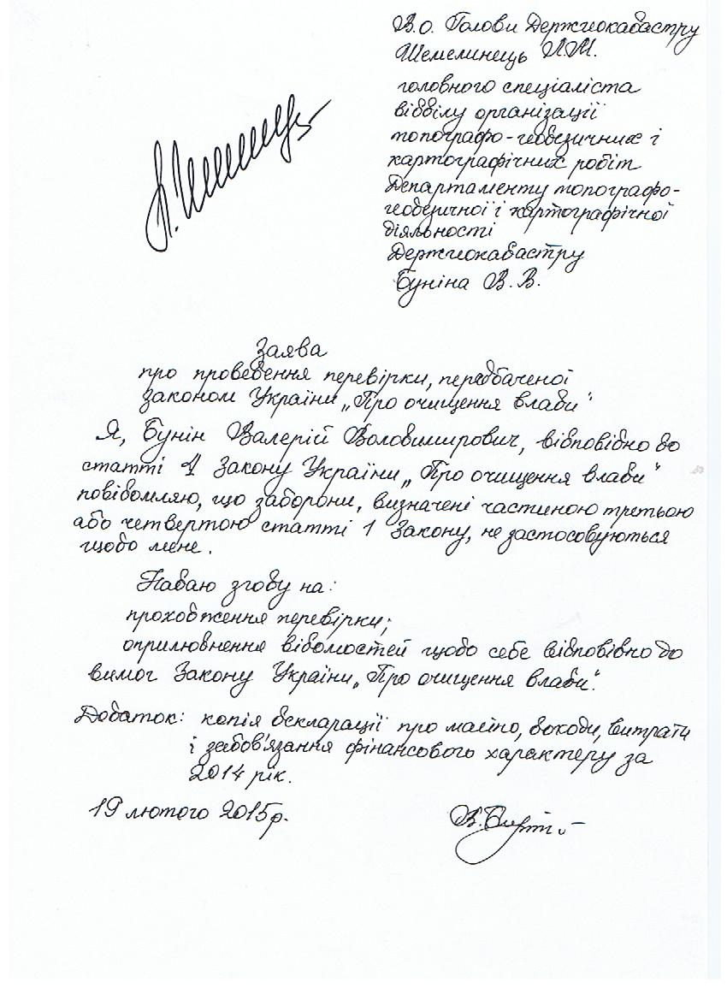 В.о. Голови Держгеокадастру
Шемелинець І.М.
головного спеціаліста
відділу організації
топографо-геодезичних і
картографічних робіт
Департаменту топографо-
геодезичної і картографічної
діяльності
Держгеокадастру
Буніна В. В.
Заява
про проведення перевірки, передбаченої
законом України „Про очищення влади“
Я, Бунін Валерій Володимирович, відповідно до
статті 4 Закону України „Про очищення влади“
повідомляю, що заборони, визначені частиною третьою
або четвертою статті 1 Закону, не застосовуються
щодо мене.
Надаю згоду на:
проходження перевірки;
оприлюднення відомостей щодо себе відповідно до
вимог Закону України „Про очищення влади“.
Додаток: копія декларації про майно, доходи, витрати
і зобов'язання фінансового характеру за
2014 рік.
19 лютого 2015р.